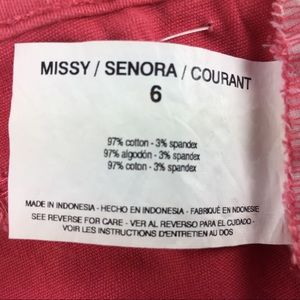 MISSY / SENORA / COURANT
6
97% cotton - 3% spandex
97% algodón - 3% spandex
97% coton - 3% spandex
MADE IN INDONESIA - HECHO EN INDONESIA - FABRIQUÉ EN INDONESIE
SEE REVERSE FOR CARE - VER AL REVERSO PARA EL CUIDADO -
VOIR LES INSTRUCTIONS D'ENTRETIEN AU DOS